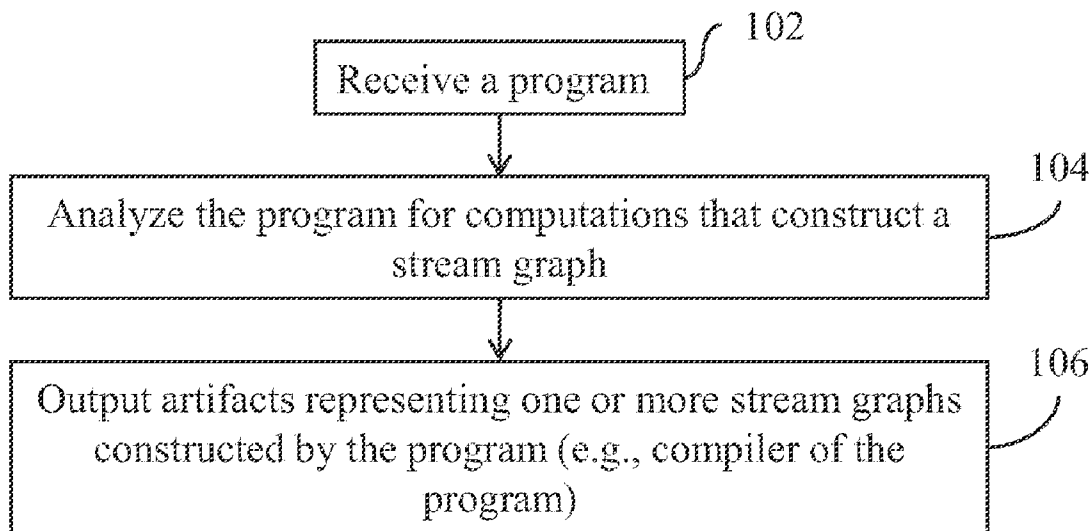 102
Receive a program
104
Analyze the program for computations that construct a
stream graph
106
Output artifacts representing one or more stream graphs
constructed by the program (e.g., compiler of the
program)